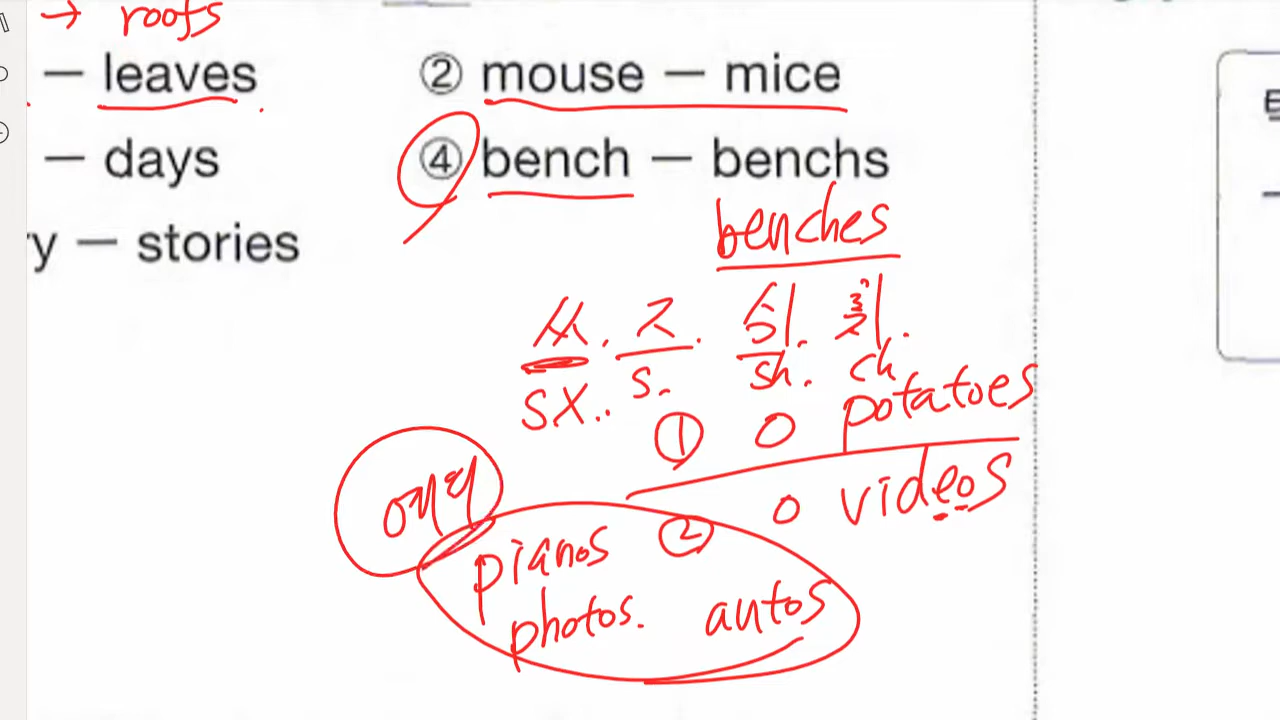 → roofs
— leaves
② mouse — mice
— days
④ bench — benchs
benches
y — stories
ㅆ. ㅈ. 쉬. 취.
sx.. s. sh. ch
① o potatoes
② o videos
예외
pianos
photos. autos